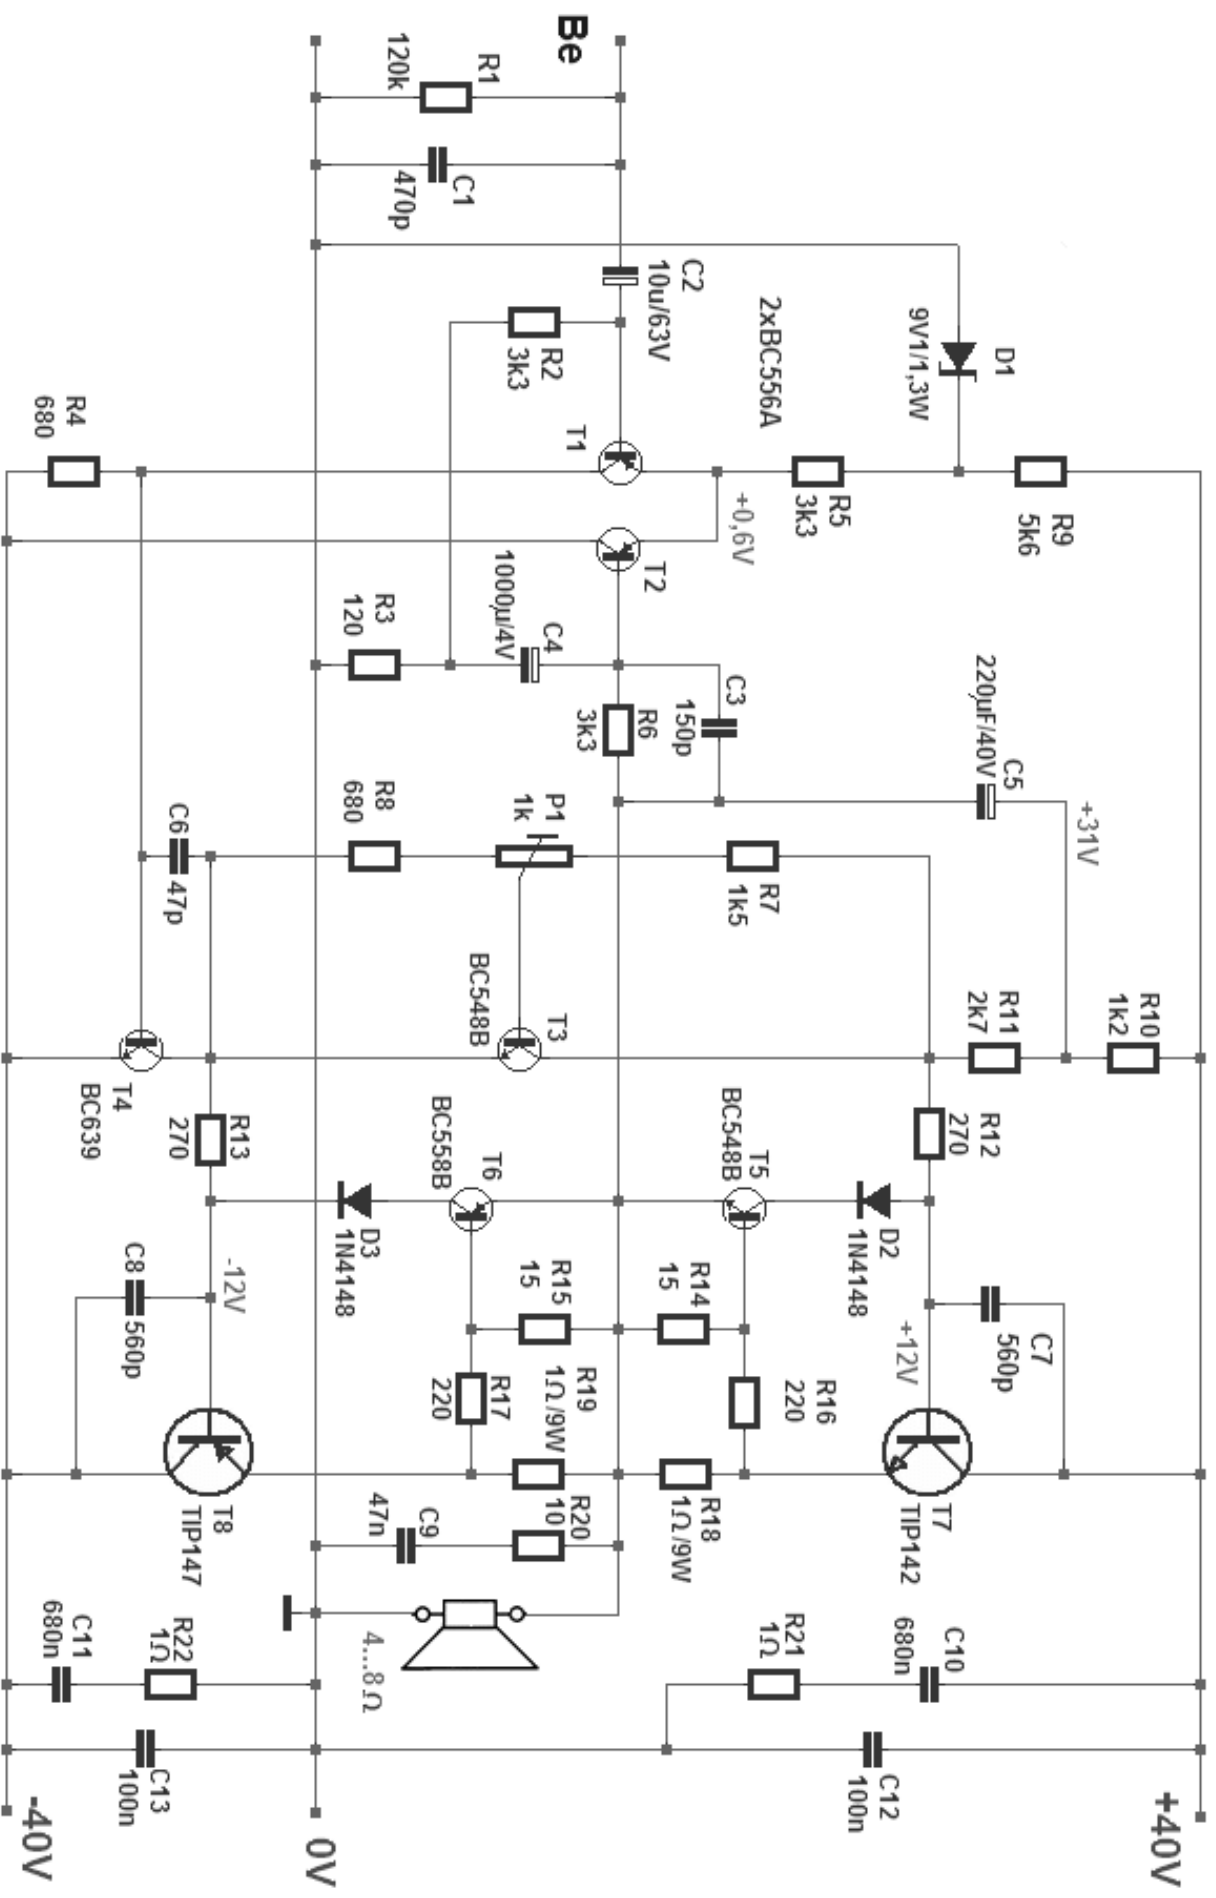 Be
R1
120k
C1
470p
C2
10u/63V
R2
3k3
2xBC556A
D1
9V1/1,3W
R4
680
T1
R5
3k3
R9
5k6
+0,6V
T2
R3
120
C4
1000µ/4V
C3
150p
R6
3k3
C5
220µF/40V
+31V
R8
680
P1
1k
R7
1k5
C6
47p
T3
BC548B
R11
2k7
R10
1k2
T4
BC639
R13
270
T6
BC558B
T5
BC548B
R12
270
D3
1N4148
D2
1N4148
C8
560p
-12V
R15
15
R14
15
C7
560p
+12V
R17
220
R19
1Ω/9W
R16
220
R18
1Ω/9W
T8
TIP147
T7
TIP142
C9
47n
R20
10
4...8Ω
C11
680n
R22
1Ω
R21
1Ω
C10
680n
C13
100n
C12
100n
-40V
0V
+40V